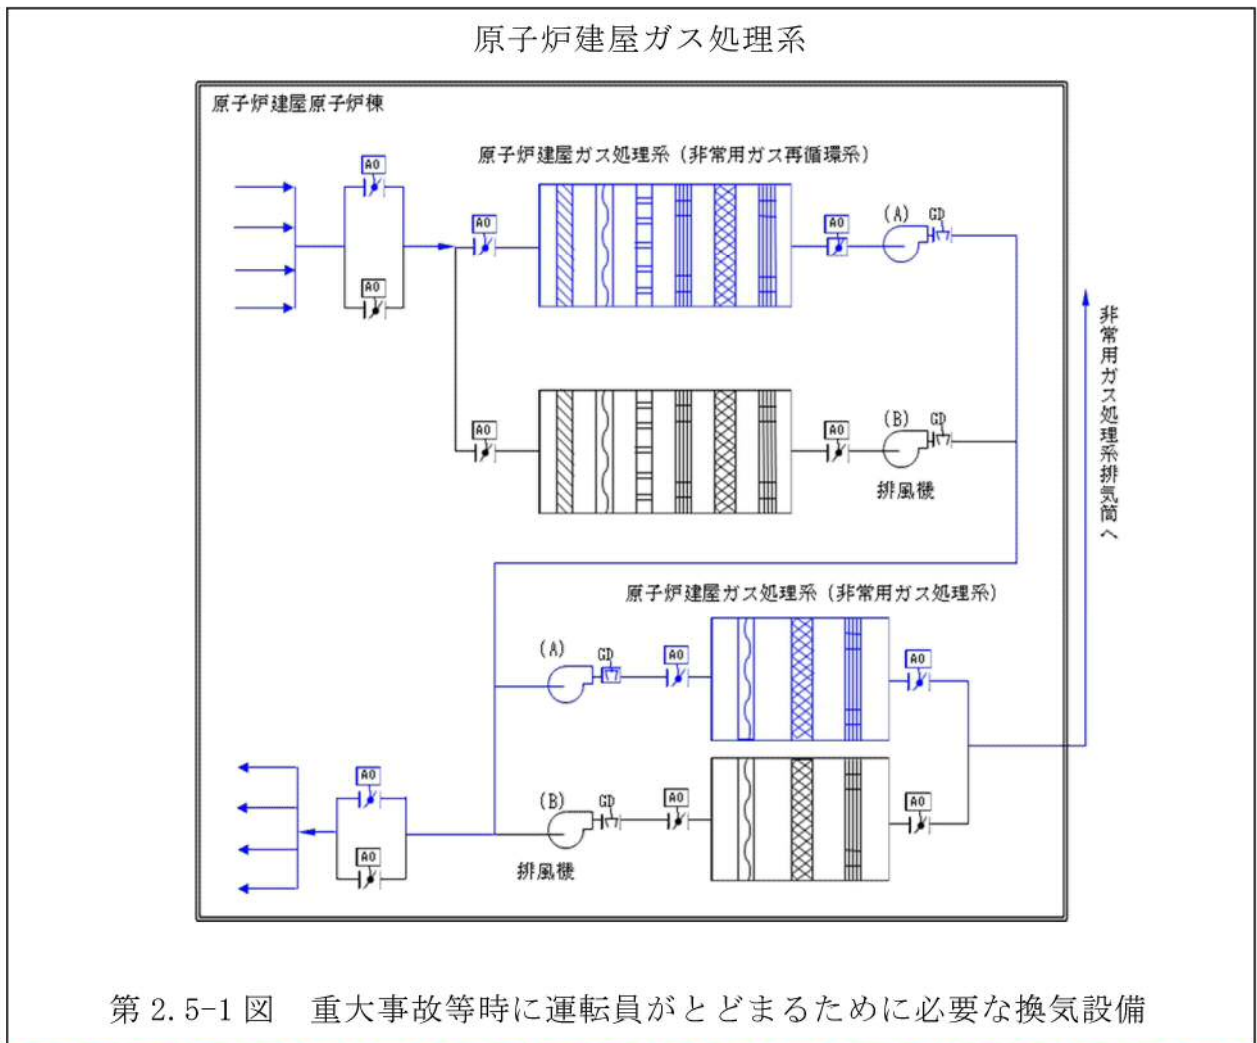 原子炉建屋ガス処理系
原子炉建屋原子炉棟
原子炉建屋ガス処理系(非常用ガス再循環系)
AO
AO
AO
AO
(A)
GD
AO
AO
(B)
GD
排風機
非常用ガス処理系排気筒へ
原子炉建屋ガス処理系(非常用ガス処理系)
(A)
GD
AO
AO
AO
(B)
GD
AO
AO
AO
排風機
第 2.5-1 図 重大事故等時に運転員がとどまるために必要な換気設備